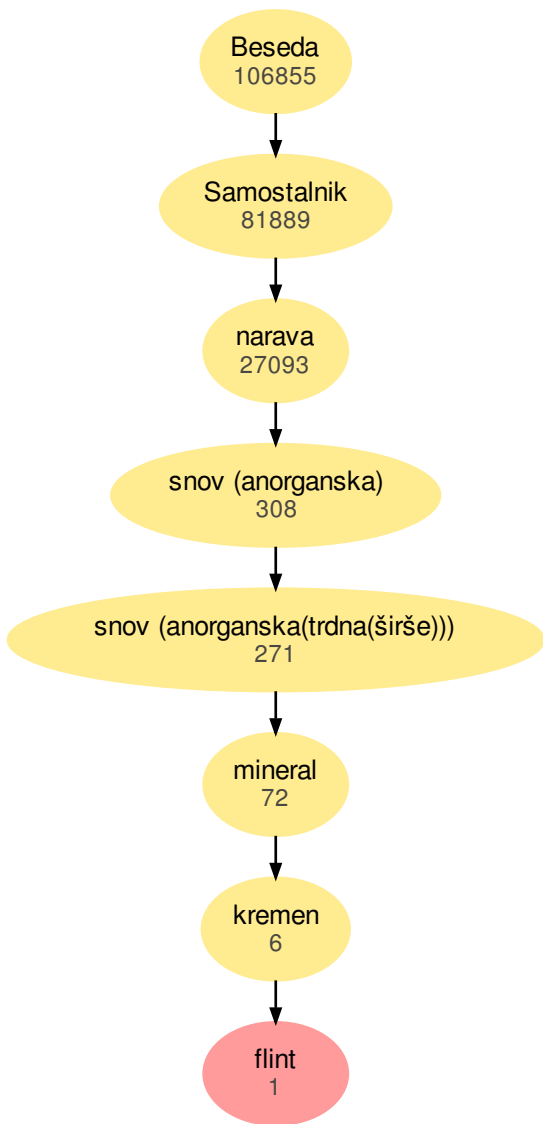 Beseda
106855
Samostalnik
81889
narava
27093
snov (anorganska)
308
snov (anorganska(trdna(širše)))
271
mineral
72
kremen
6
flint
1